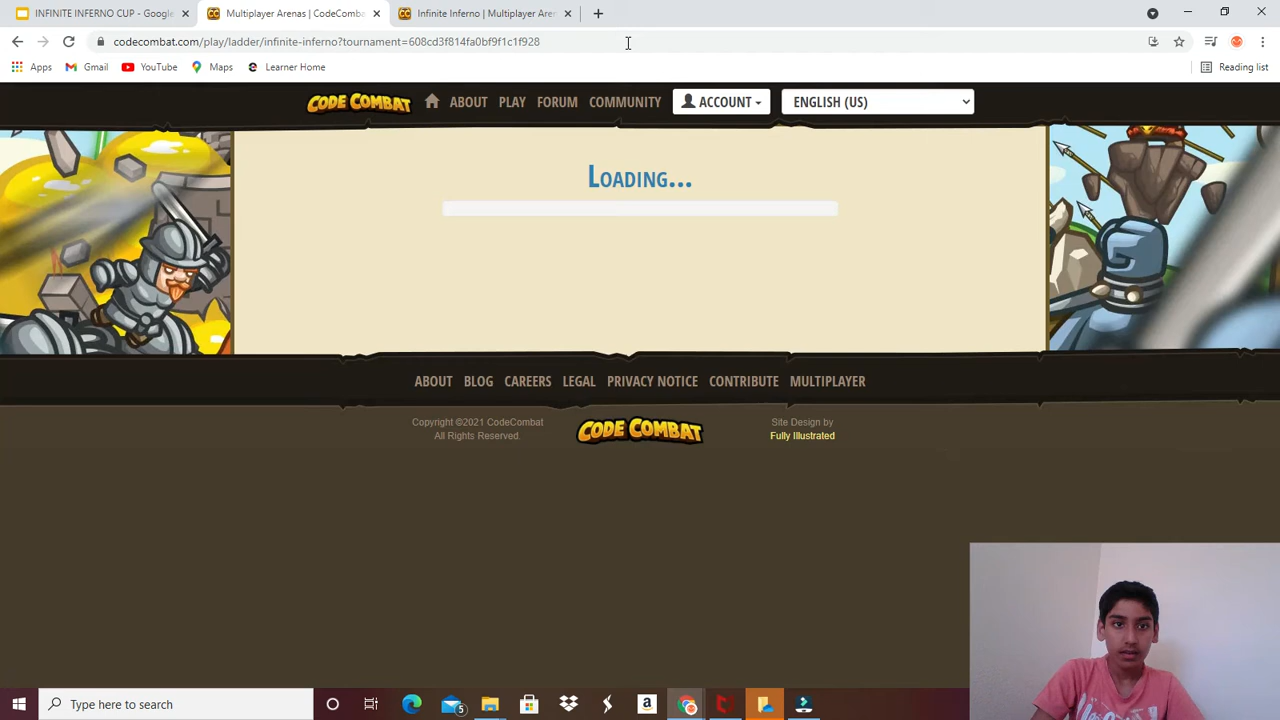 INFINITE INFERNO CUP - Google
Multiplayer Arenas | CodeComba
Infinite Inferno | Multiplayer Aren
codecombat.com/play/ladder/infinite-inferno?tournament=608cd3f814fa0bf9f1c1f928
Apps
Gmail
YouTube
Maps
Learner Home
Reading list
CODE COMBAT
ABOUT
PLAY
FORUM
COMMUNITY
ACCOUNT
ENGLISH (US)
LOADING...
ABOUT
BLOG
CAREERS
LEGAL
PRIVACY NOTICE
CONTRIBUTE
MULTIPLAYER
Copyright ©2021 CodeCombat
All Rights Reserved.
CODE COMBAT
Site Design by
Fully Illustrated
Type here to search
5